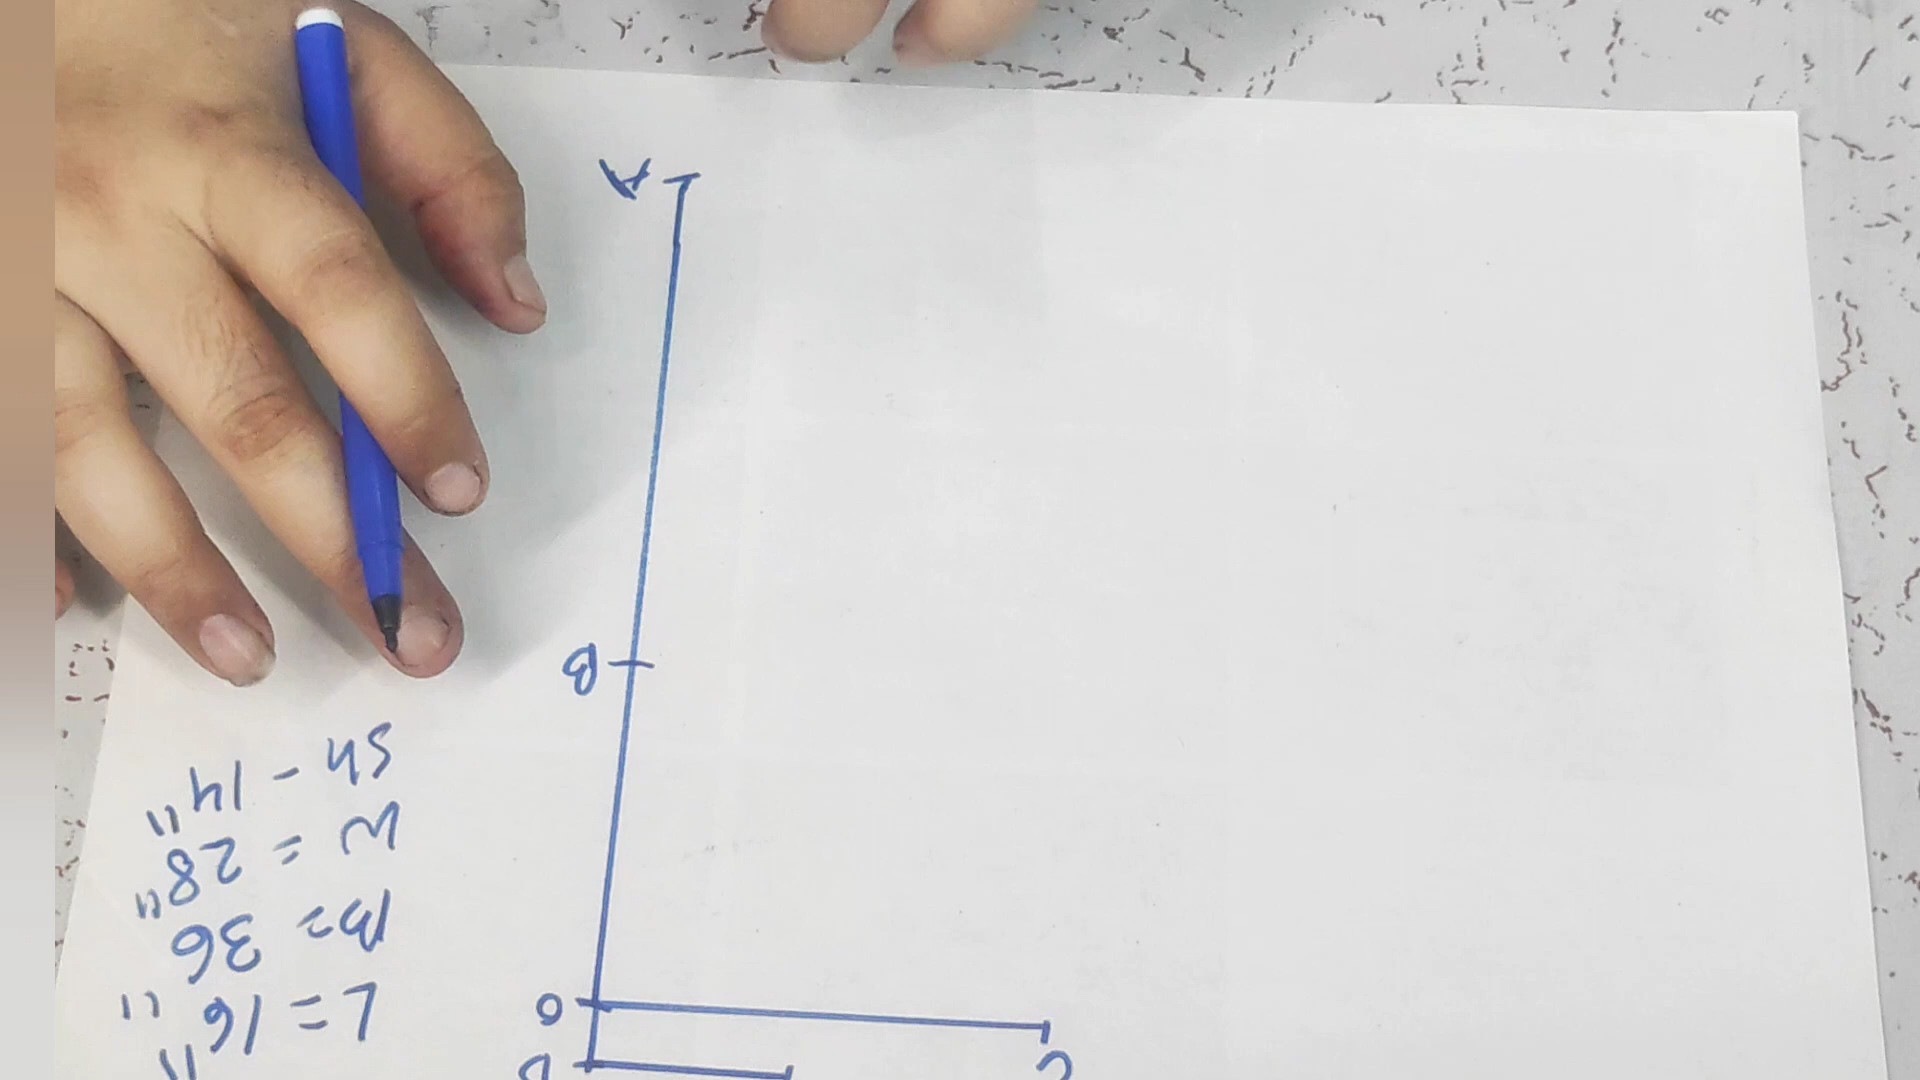 L = 16"
B = 36
W = 28"
Sh - 14"
O
B
A